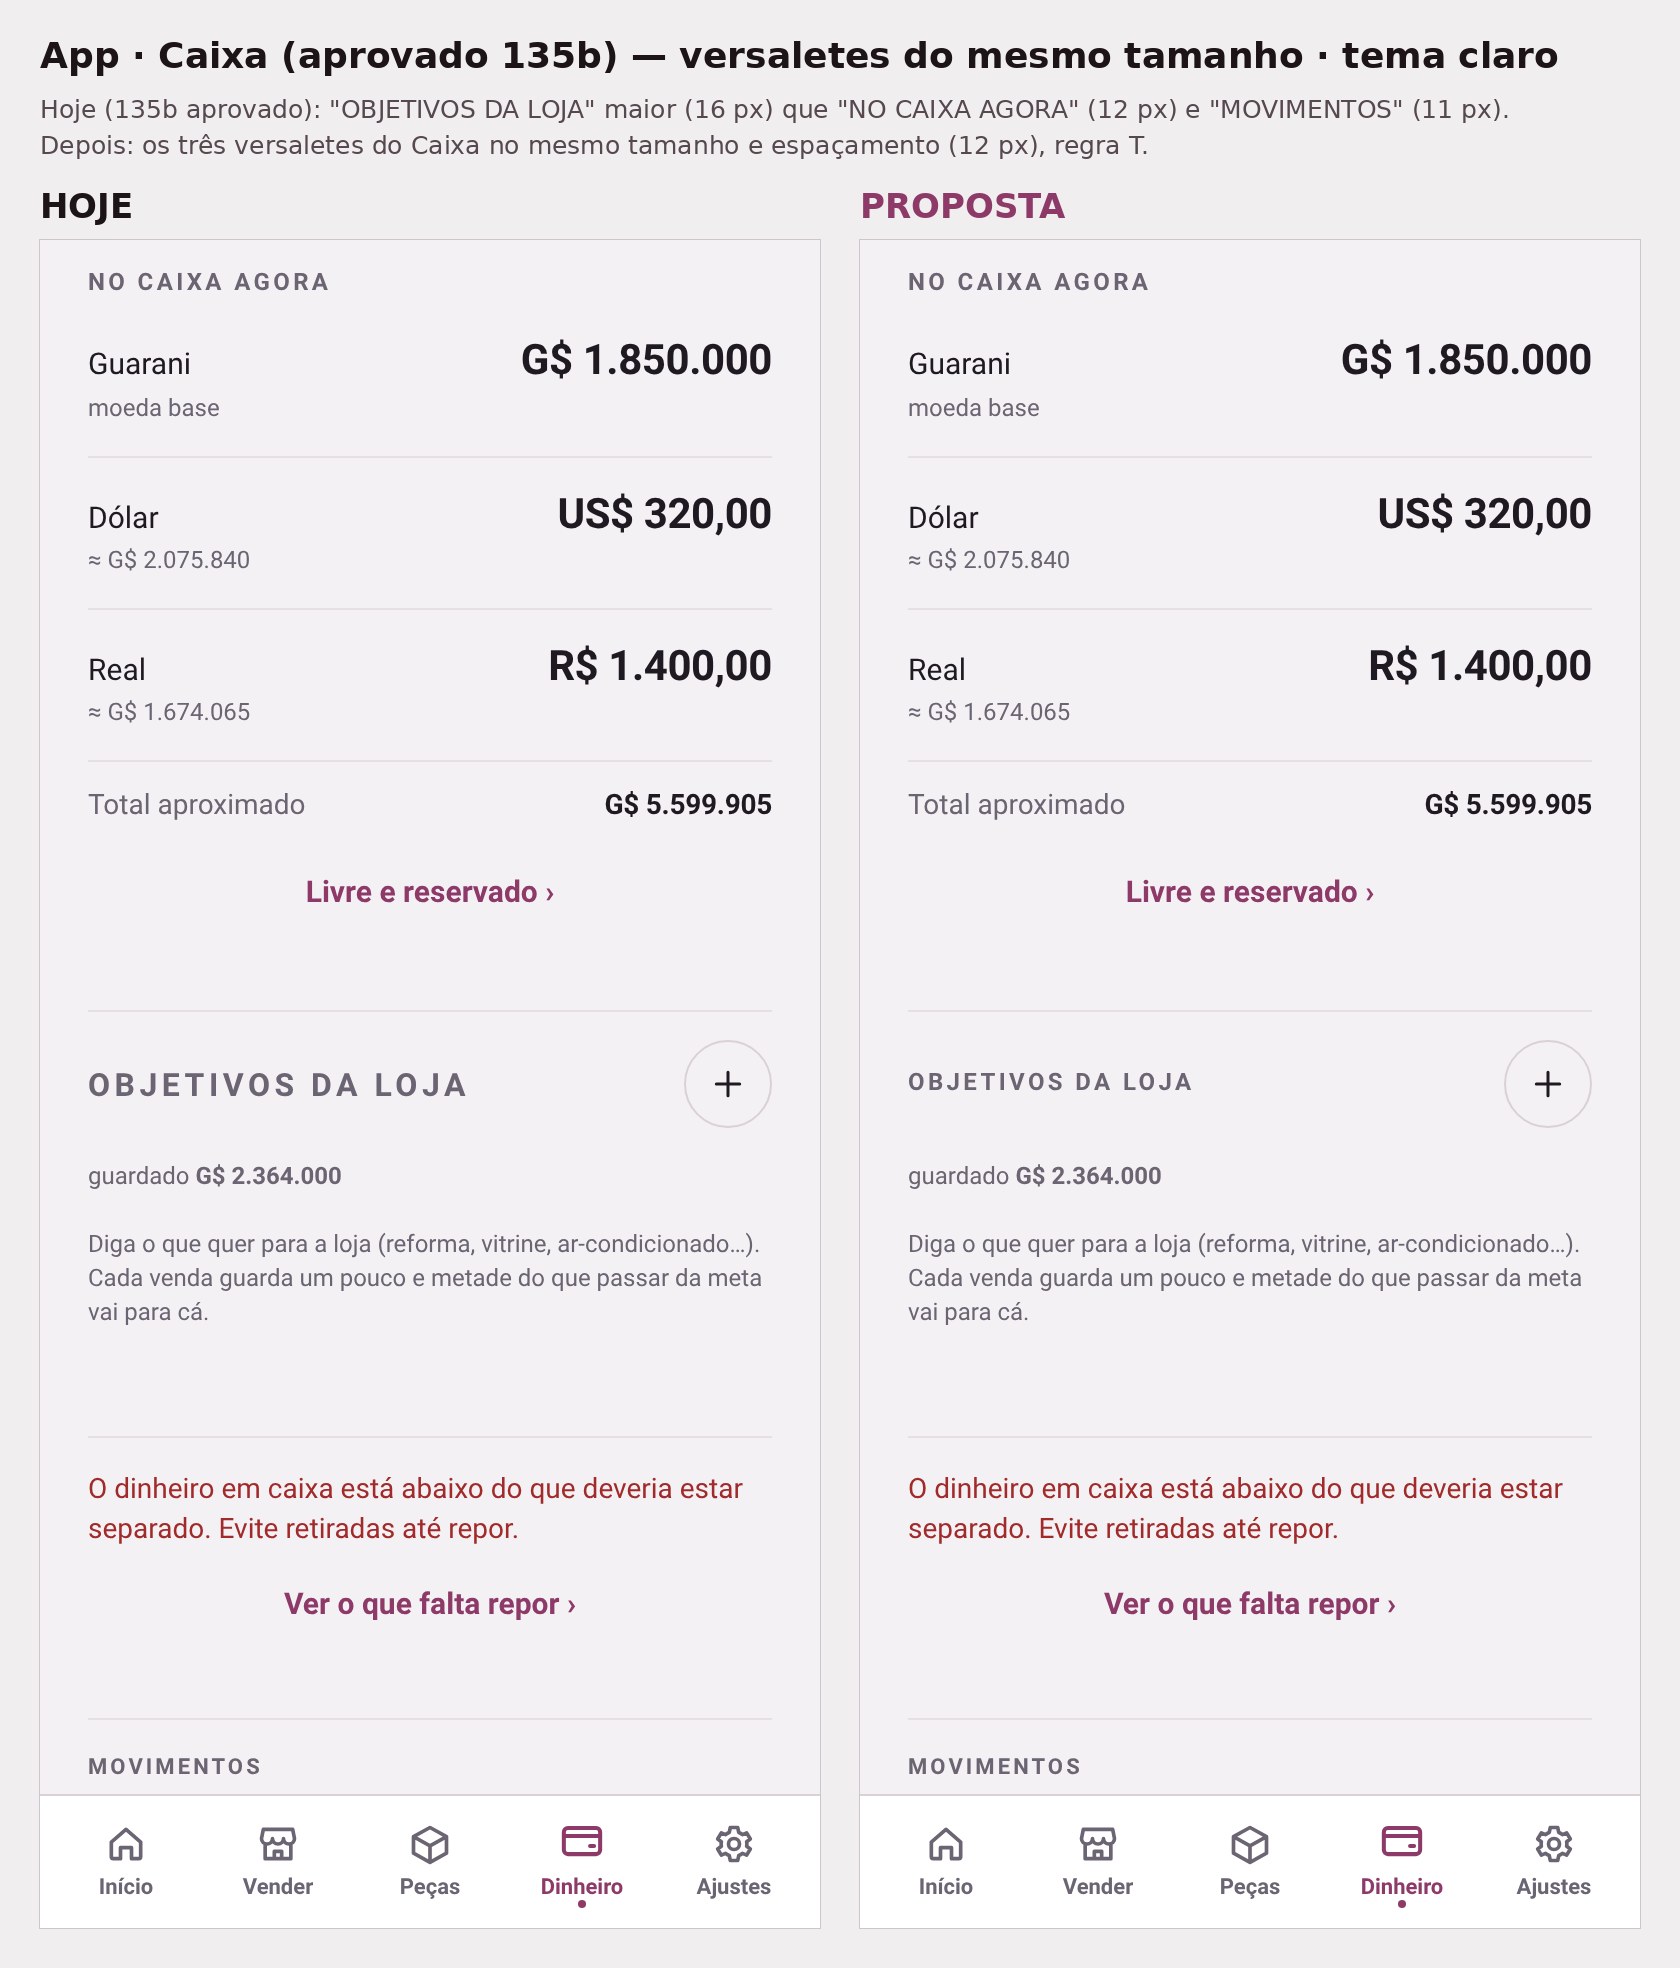 App · Caixa (aprovado 135b) — versaletes do mesmo tamanho · tema claro
Hoje (135b aprovado): "OBJETIVOS DA LOJA" maior (16 px) que "NO CAIXA AGORA" (12 px) e "MOVIMENTOS" (11 px).
Depois: os três versaletes do Caixa no mesmo tamanho e espaçamento (12 px), regra T.
HOJE
NO CAIXA AGORA
Guarani G$ 1.850.000
moeda base
Dólar US$ 320,00
≈ G$ 2.075.840
Real R$ 1.400,00
≈ G$ 1.674.065
Total aproximado G$ 5.599.905
Livre e reservado ›
OBJETIVOS DA LOJA
guardado G$ 2.364.000
Diga o que quer para a loja (reforma, vitrine, ar-condicionado…).
Cada venda guarda um pouco e metade do que passar da meta
vai para cá.
O dinheiro em caixa está abaixo do que deveria estar
separado. Evite retiradas até repor.
Ver o que falta repor ›
MOVIMENTOS
Início Vender Peças Dinheiro Ajustes
PROPOSTA
NO CAIXA AGORA
Guarani G$ 1.850.000
moeda base
Dólar US$ 320,00
≈ G$ 2.075.840
Real R$ 1.400,00
≈ G$ 1.674.065
Total aproximado G$ 5.599.905
Livre e reservado ›
OBJETIVOS DA LOJA
guardado G$ 2.364.000
Diga o que quer para a loja (reforma, vitrine, ar-condicionado…).
Cada venda guarda um pouco e metade do que passar da meta
vai para cá.
O dinheiro em caixa está abaixo do que deveria estar
separado. Evite retiradas até repor.
Ver o que falta repor ›
MOVIMENTOS
Início Vender Peças Dinheiro Ajustes